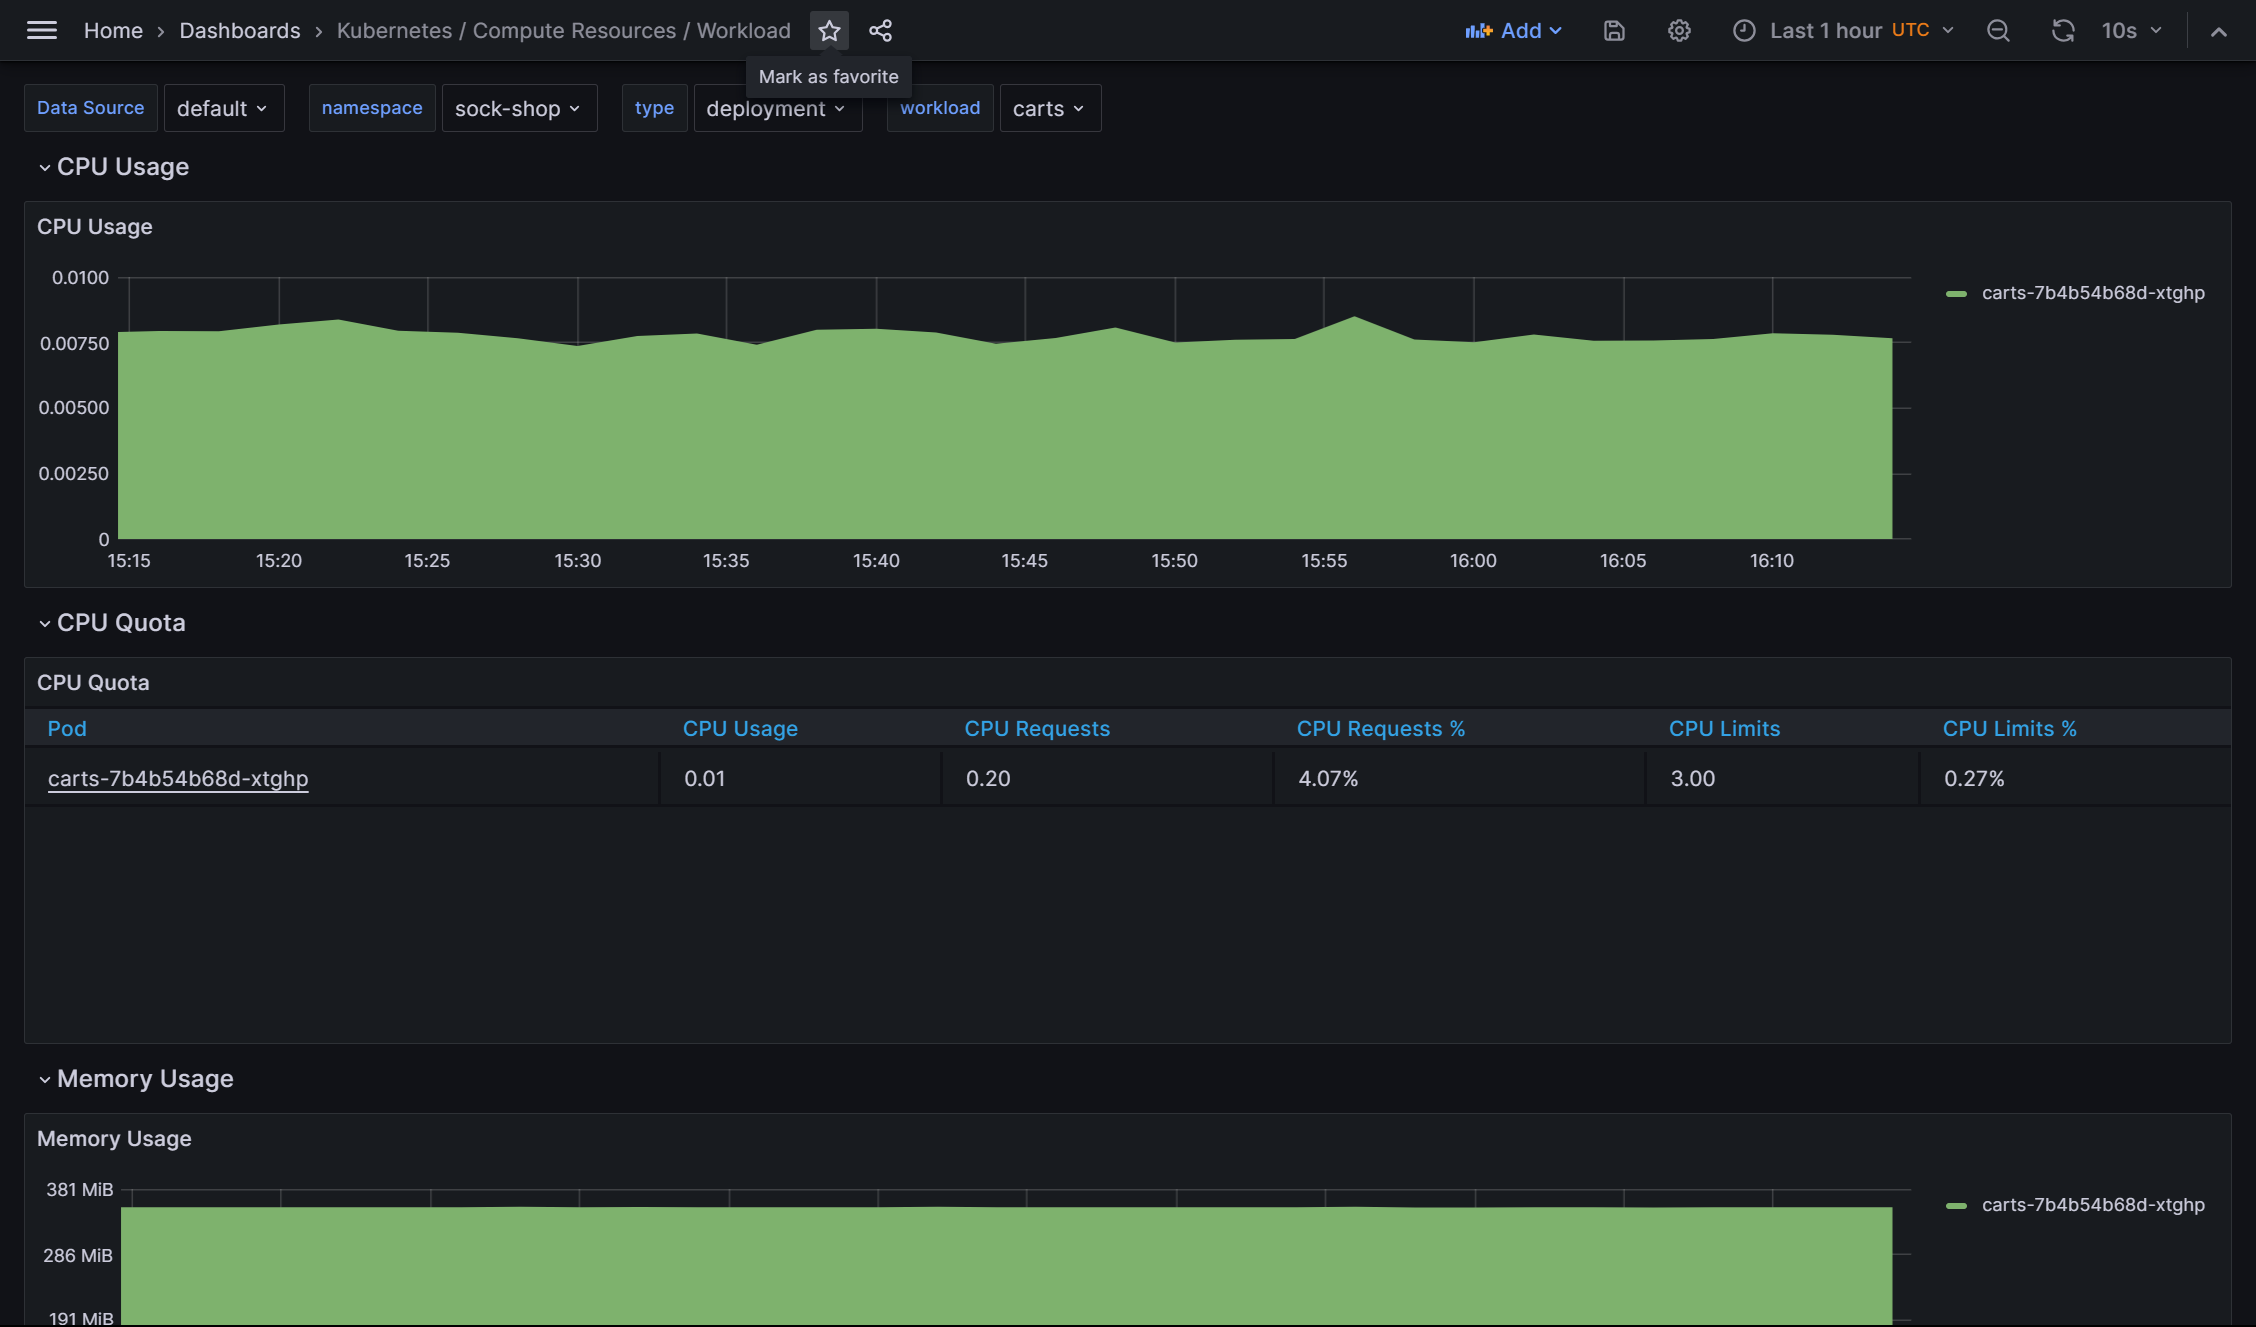 Home › Dashboards › Kubernetes / Compute Resources / Workload Add Last 1 hour UTC 10s
Mark as favorite
Data Source default namespace sock-shop type deployment workload carts
CPU Usage
CPU Usage
0.0100
0.00750
0.00500
0.00250
0
15:15 15:20 15:25 15:30 15:35 15:40 15:45 15:50 15:55 16:00 16:05 16:10
carts-7b4b54b68d-xtghp
CPU Quota
CPU Quota
Pod CPU Usage CPU Requests CPU Requests % CPU Limits CPU Limits %
carts-7b4b54b68d-xtghp 0.01 0.20 4.07% 3.00 0.27%
Memory Usage
Memory Usage
381 MiB
286 MiB
191 MiB
carts-7b4b54b68d-xtghp